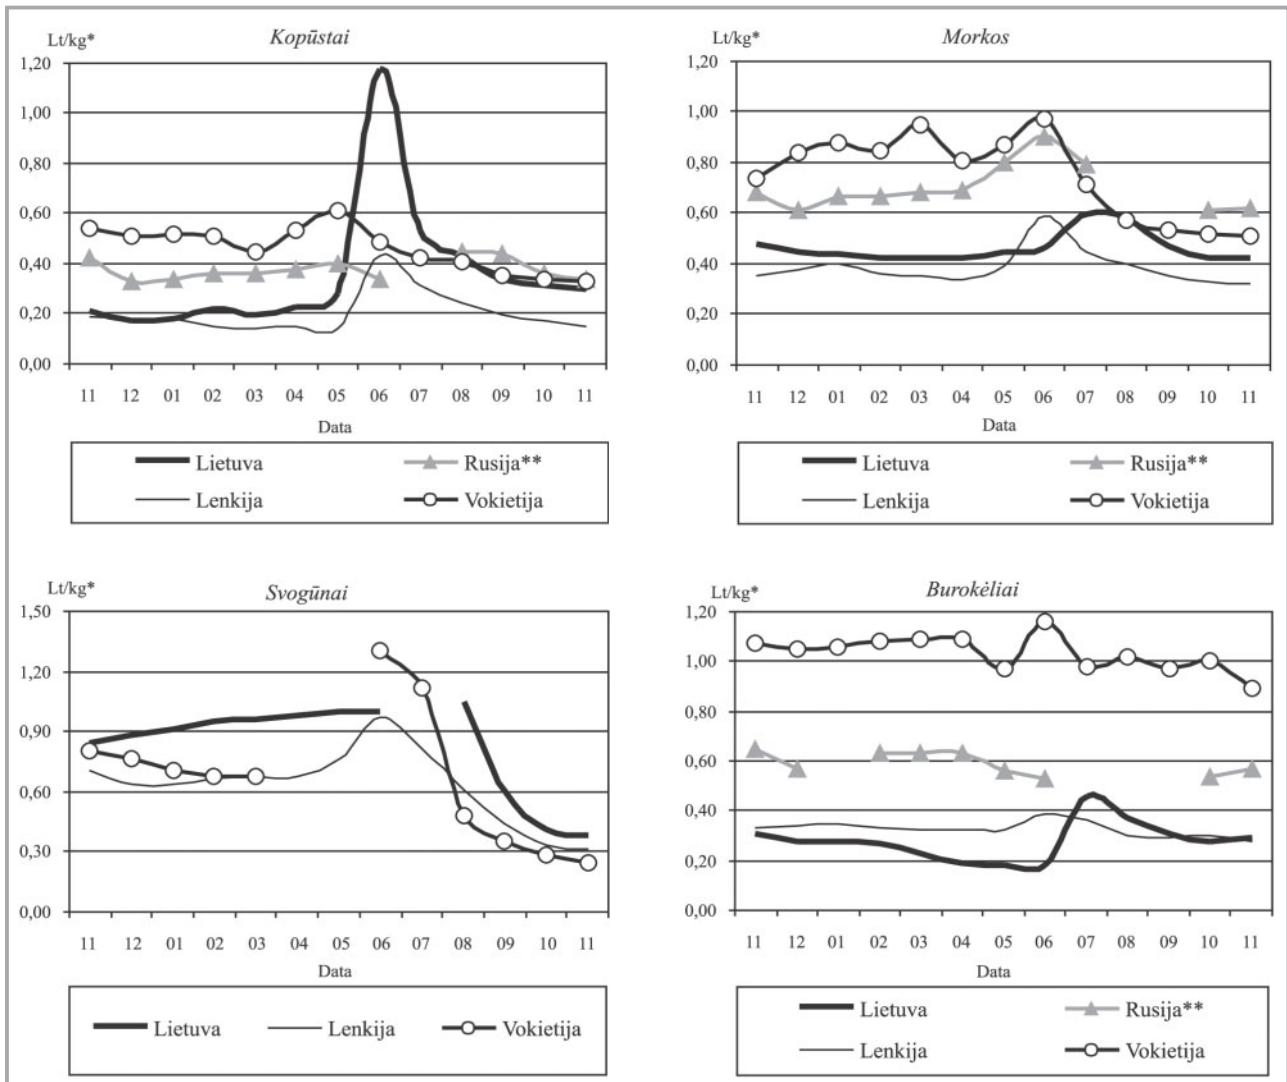 Lt/kg*
Kopūstai
1,20
1,00
0,80
0,60
0,40
0,20
0,00
11 12 01 02 03 04 05 06 07 08 09 10 11
Data
Lietuva Rusija**
Lenkija Vokietija
Lt/kg*
Morkos
1,20
1,00
0,80
0,60
0,40
0,20
0,00
11 12 01 02 03 04 05 06 07 08 09 10 11
Data
Lietuva Rusija**
Lenkija Vokietija
Lt/kg*
Svogūnai
1,50
1,20
0,90
0,60
0,30
0,00
11 12 01 02 03 04 05 06 07 08 09 10 11
Data
Lietuva Lenkija Vokietija
Lt/kg*
Burokėliai
1,20
1,00
0,80
0,60
0,40
0,20
0,00
11 12 01 02 03 04 05 06 07 08 09 10 11
Data
Lietuva Rusija**
Lenkija Vokietija